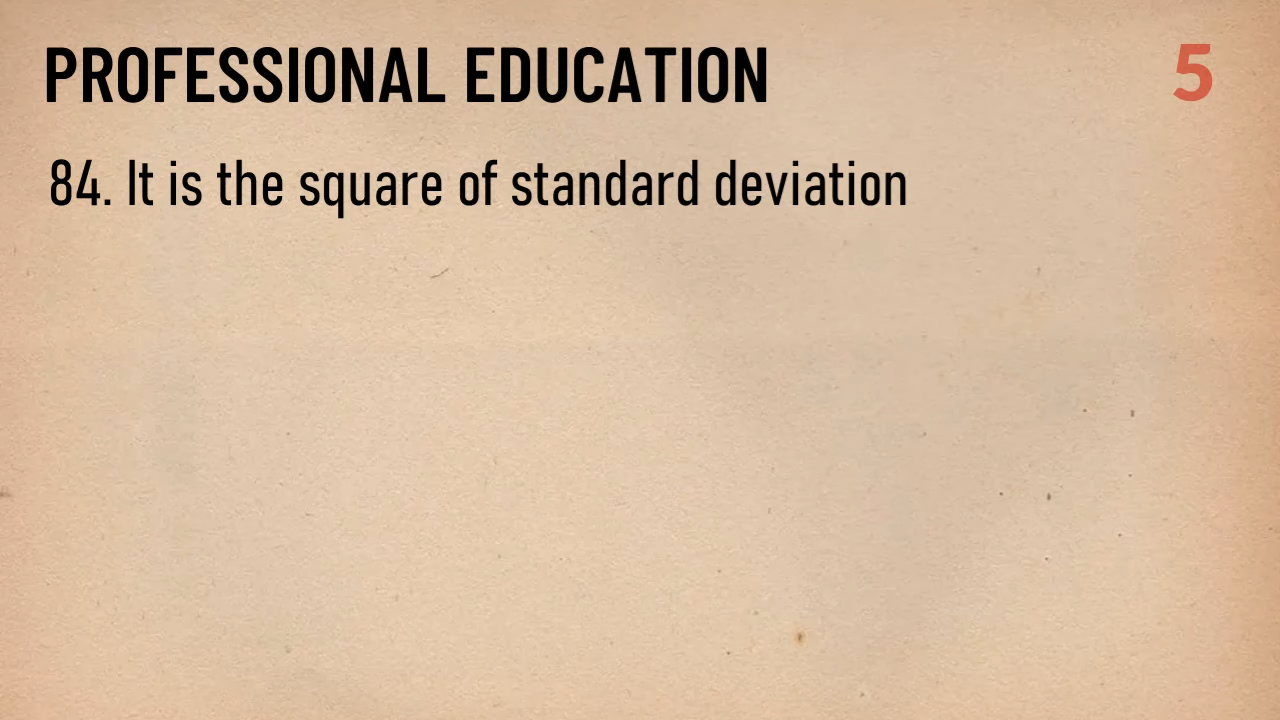 PROFESSIONAL EDUCATION
5
84. It is the square of standard deviation